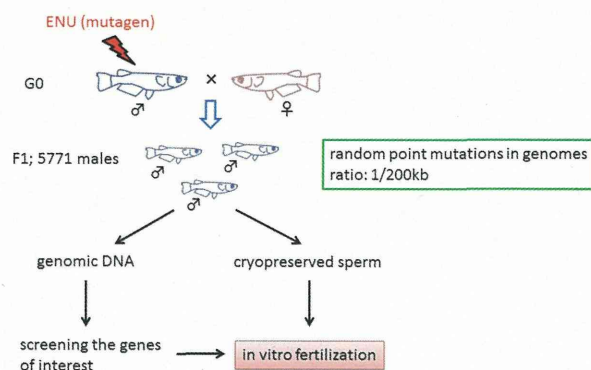 ENU (mutagen)
G0
×
♂
♀
F1; 5771 males
♂
♂
♂
random point mutations in genomes
ratio: 1/200kb
genomic DNA
cryopreserved sperm
screening the genes
of interest
in vitro fertilization